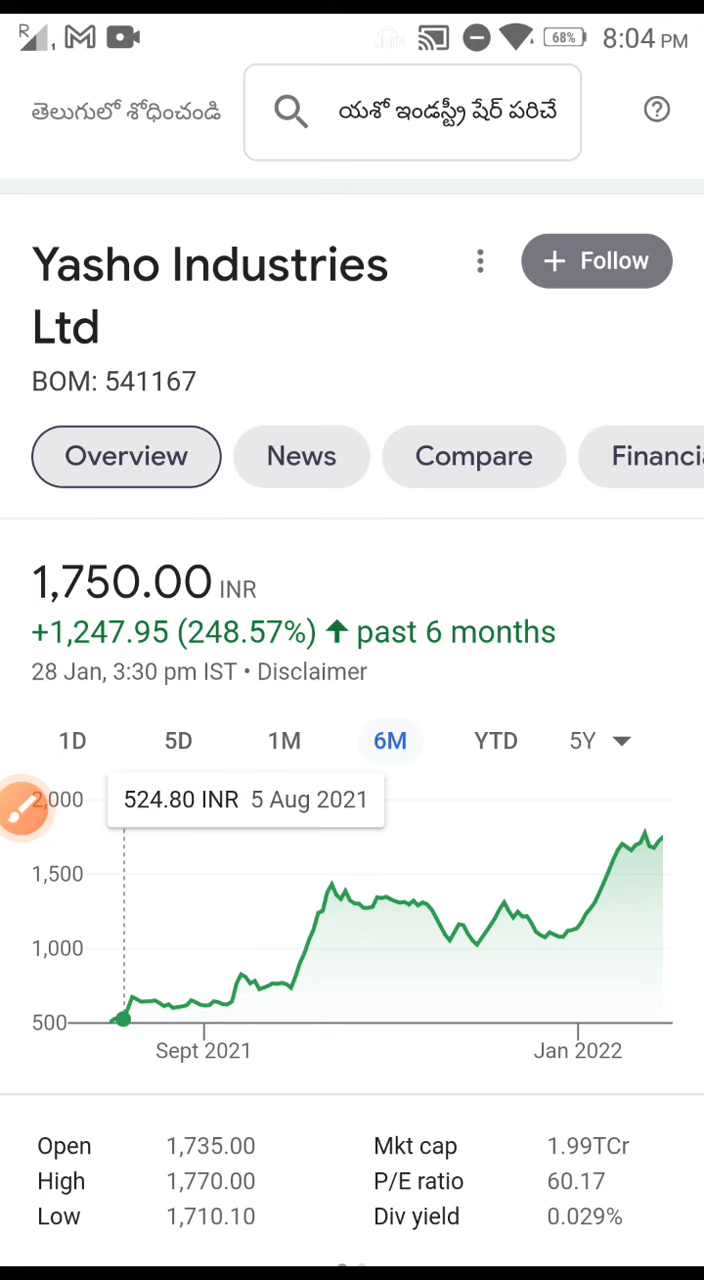 R 1 68% 8:04 PM
తెలుగులో శోధించండి యశో ఇండస్ట్రీ షేర్ పరిచే
Yasho Industries
Ltd
+ Follow
BOM: 541167
Overview News Compare Financi
1,750.00 INR
+1,247.95 (248.57%) ↑ past 6 months
28 Jan, 3:30 pm IST • Disclaimer
1D 5D 1M 6M YTD 5Y
524.80 INR 5 Aug 2021
2,000
1,500
1,000
500
Sept 2021 Jan 2022
Open 1,735.00 Mkt cap 1.99TCr
High 1,770.00 P/E ratio 60.17
Low 1,710.10 Div yield 0.029%